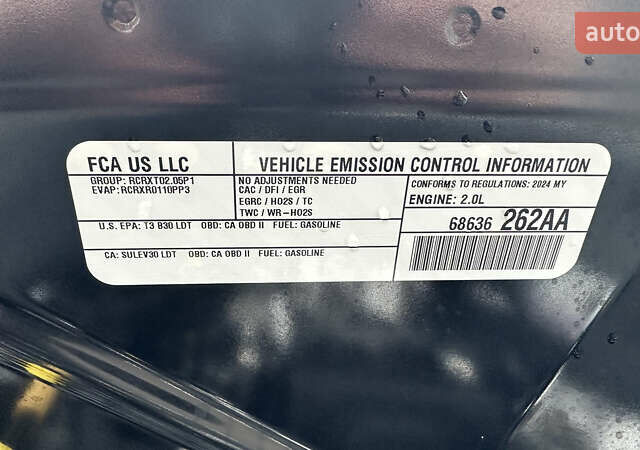 auto
FCA US LLC
VEHICLE EMISSION CONTROL INFORMATION
GROUP: RCRXT02.05P1
EVAP: RCRXR0110PP3
NO ADJUSTMENTS NEEDED
CAC / DFI / EGR
EGRC / HO2S / TC
TWC / WR-HO2S
CONFORMS TO REGULATIONS: 2024 MY
ENGINE: 2.0L
U.S. EPA: T3 B30 LDT OBD: CA OBD II FUEL: GASOLINE
CA: SULEV30 LDT OBD: CA OBD II FUEL: GASOLINE
68636 262AA